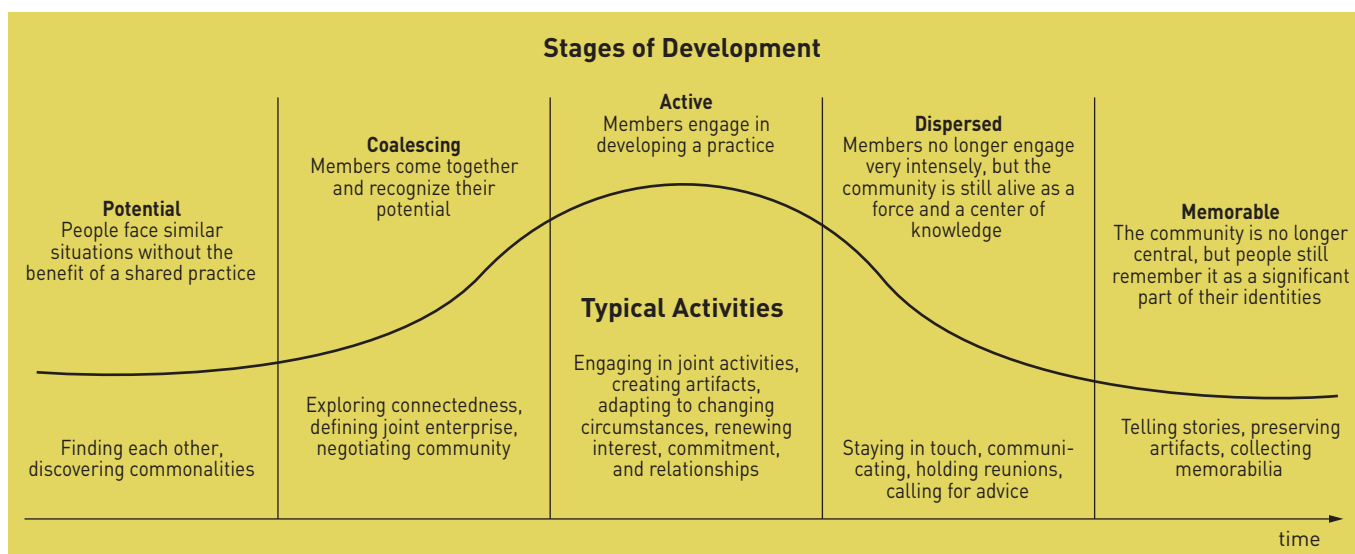 Stages of Development
Potential
People face similar
situations without the
benefit of a shared practice
Coalescing
Members come together
and recognize their
potential
Active
Members engage in
developing a practice
Dispersed
Members no longer engage
very intensely, but the
community is still alive as a
force and a center of
knowledge
Memorable
The community is no longer
central, but people still
remember it as a significant
part of their identities
Typical Activities
Finding each other,
discovering commonalities
Exploring connectedness,
defining joint enterprise,
negotiating community
Engaging in joint activities,
creating artifacts,
adapting to changing
circumstances, renewing
interest, commitment,
and relationships
Staying in touch, communi-
cating, holding reunions,
calling for advice
Telling stories, preserving
artifacts, collecting
memorabilia
time